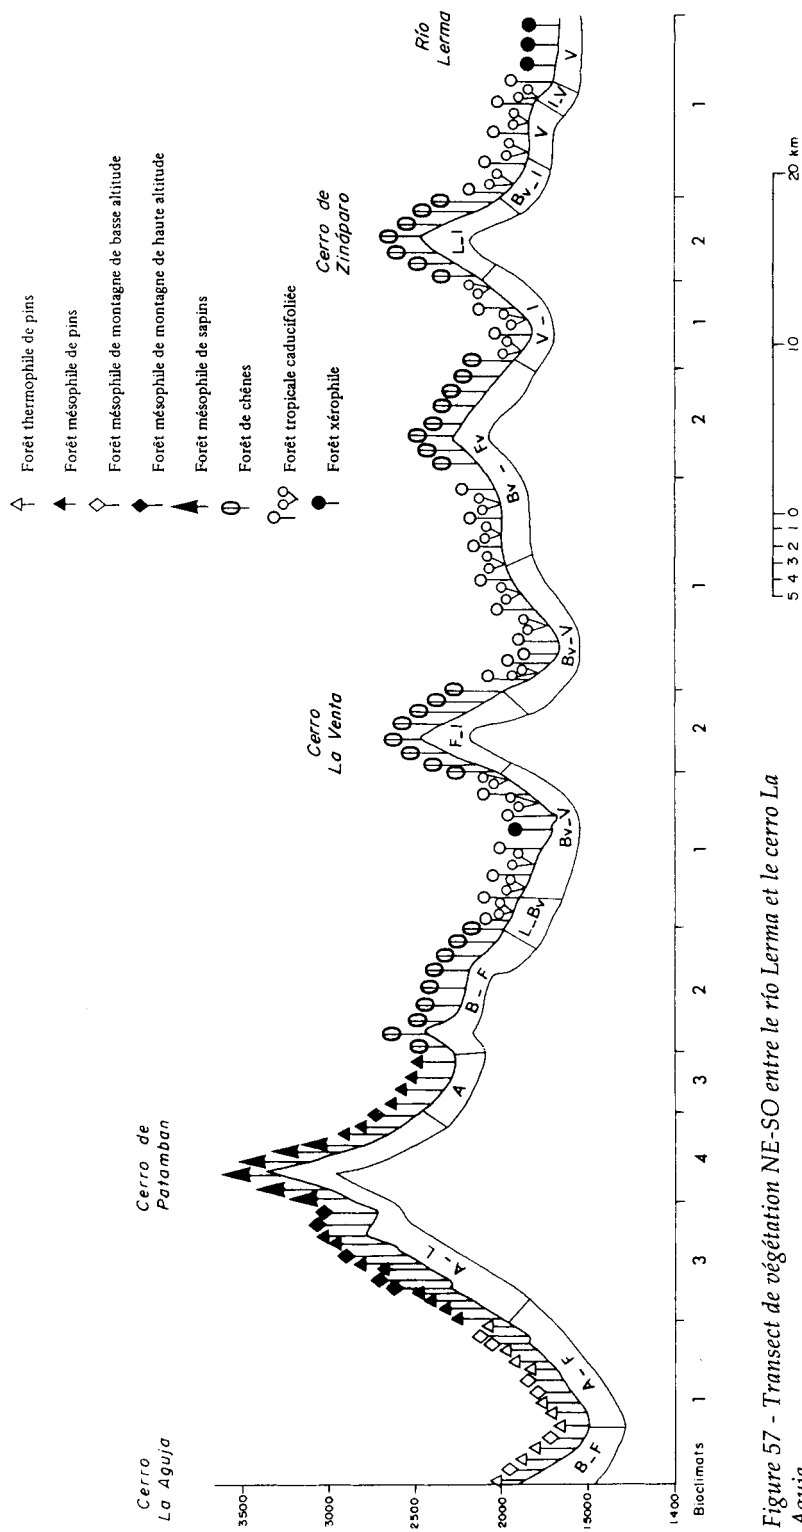 Cerro
La Aguja
Cerro de
Patamban
Cerro
La Venta
Cerro de
Zináparo
Río
Lerma
Forêt thermophile de pins
Forêt mésophile de pins
Forêt mésophile de montagne de basse altitude
Forêt mésophile de montagne de haute altitude
Forêt mésophile de sapins
Forêt de chênes
Forêt tropicale caducifoliée
Forêt xérophile
3500
3000
2500
2000
15000
1400
B_F
A_F
A_L
A
B_F
L_Bv
Bv_V
F_I
Bv_V
Bv - Fv
V_I
L_I
Bv_I
V
I_V
V
Bioclimats
1
3
4
3
2
1
2
1
2
1
2
1
5 4 3 2 1 0
10
20 km
Figure 57 - Transect de végétation NE-SO entre le río Lerma et le cerro La
Aguja